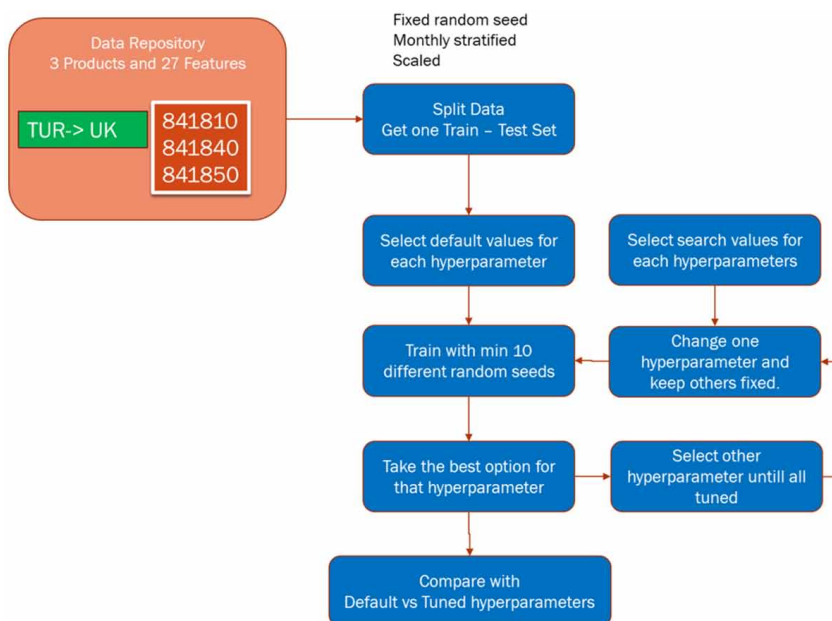 Fixed random seed
Monthly stratified
Scaled
Data Repository
3 Products and 27 Features
TUR-> UK
841810
841840
841850
Split Data
Get one Train – Test Set
Select default values for
each hyperparameter
Select search values for
each hyperparameters
Train with min 10
different random seeds
Change one
hyperparameter and
keep others fixed.
Take the best option for
that hyperparameter
Select other
hyperparameter untill all
tuned
Compare with
Default vs Tuned hyperparameters